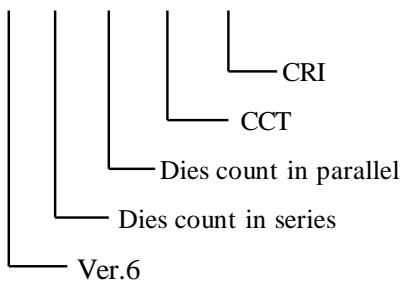 CRI
CCT
Dies count in parallel
Dies count in series
Ver.6